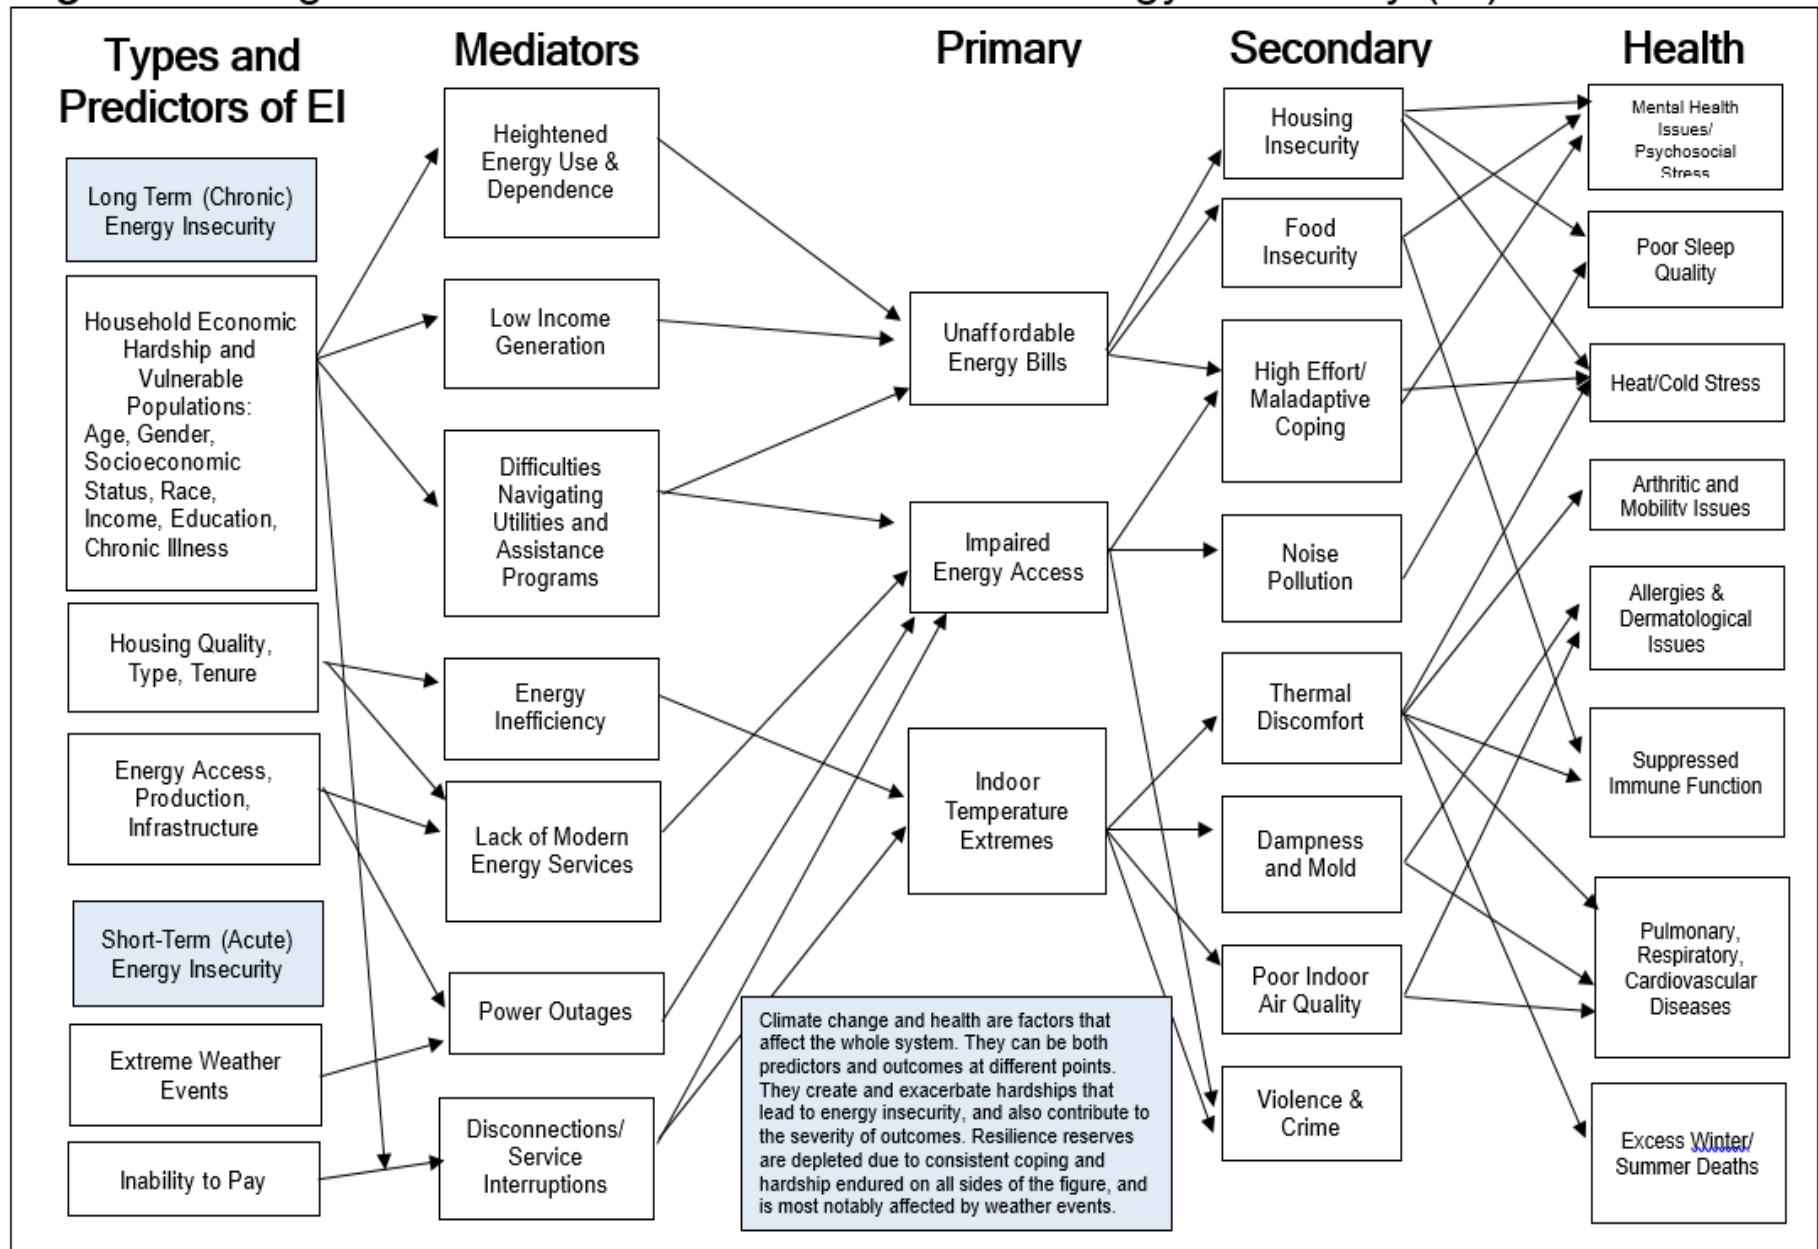 Types and
Predictors of EI
Mediators
Primary
Secondary
Health
Long Term (Chronic)
Energy Insecurity
Household Economic
Hardship and
Vulnerable
Populations:
Age, Gender,
Socioeconomic
Status, Race,
Income, Education,
Chronic Illness
Housing Quality,
Type, Tenure
Energy Access,
Production,
Infrastructure
Short-Term (Acute)
Energy Insecurity
Extreme Weather
Events
Inability to Pay
Heightened
Energy Use &
Dependence
Low Income
Generation
Difficulties
Navigating
Utilities and
Assistance
Programs
Energy
Inefficiency
Lack of Modern
Energy Services
Power Outages
Disconnections/
Service
Interruptions
Unaffordable
Energy Bills
Impaired
Energy Access
Indoor
Temperature
Extremes
Climate change and health are factors that
affect the whole system. They can be both
predictors and outcomes at different points.
They create and exacerbate hardships that
lead to energy insecurity, and also contribute to
the severity of outcomes. Resilience reserves
are depleted due to consistent coping and
hardship endured on all sides of the figure, and
is most notably affected by weather events.
Housing
Insecurity
Food
Insecurity
High Effort/
Maladaptive
Coping
Noise
Pollution
Thermal
Discomfort
Dampness
and Mold
Poor Indoor
Air Quality
Violence &
Crime
Mental Health
Issues/
Psychosocial
Stress
Poor Sleep
Quality
Heat/Cold Stress
Arthritic and
Mobility Issues
Allergies &
Dermatological
Issues
Suppressed
Immune Function
Pulmonary,
Respiratory,
Cardiovascular
Diseases
Excess Winter/
Summer Deaths